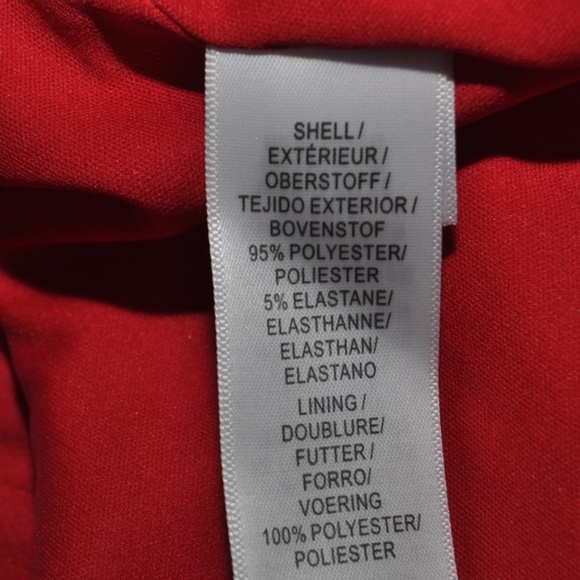 SHELL /
EXTÉRIEUR /
OBERSTOFF /
TEJIDO EXTERIOR /
BOVENSTOF
95% POLYESTER/
POLIESTER
5% ELASTANE/
ELASTHANNE/
ELASTHAN/
ELASTANO
LINING /
DOUBLURE/
FUTTER /
FORRO/
VOERING
100% POLYESTER/
POLIESTER